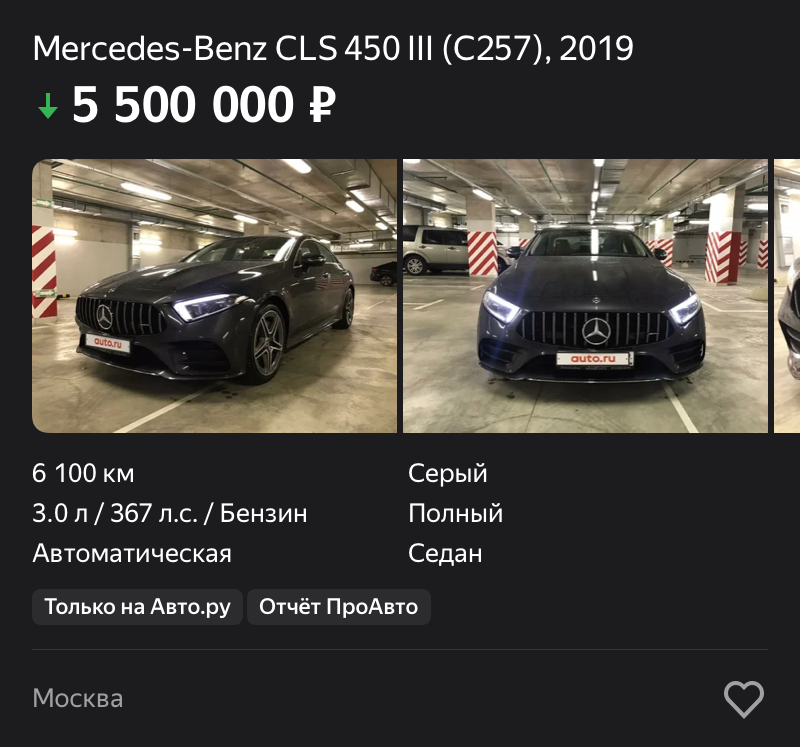 Mercedes-Benz CLS 450 III (C257), 2019
↓ 5 500 000 ₽
auto.ru
auto.ru
6 100 км
Серый
3.0 л / 367 л.с. / Бензин
Полный
Автоматическая
Седан
Только на Авто.ру
Отчёт ПроАвто
Москва